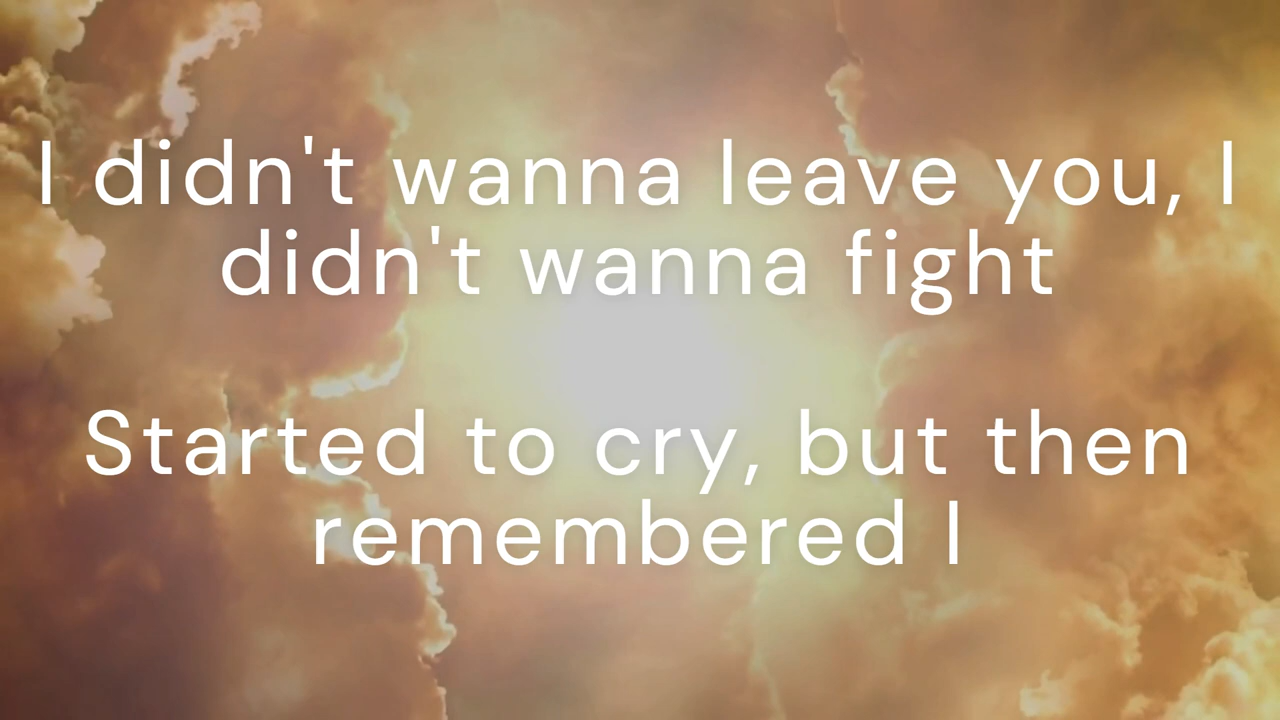 I didn't wanna leave you, I
didn't wanna fight
Started to cry, but then
remembered I